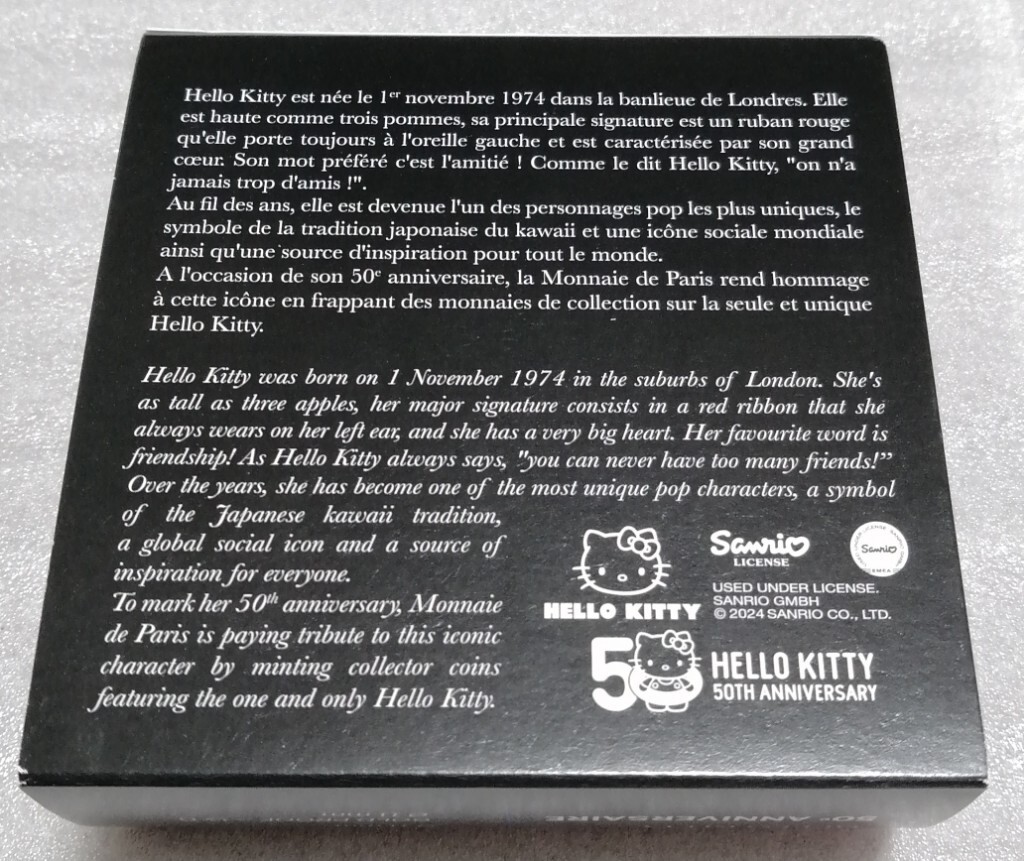 Hello Kitty est née le 1er novembre 1974 dans la banlieue de Londres. Elle
est haute comme trois pommes, sa principale signature est un ruban rouge
qu'elle porte toujours à l'oreille gauche et est caractérisée par son grand
cœur. Son mot préféré c'est l'amitié ! Comme le dit Hello Kitty, "on n'a
jamais trop d'amis !".
Au fil des ans, elle est devenue l'un des personnages pop les plus uniques, le
symbole de la tradition japonaise du kawaii et une icône sociale mondiale
ainsi qu'une source d'inspiration pour tout le monde.
A l'occasion de son 50e anniversaire, la Monnaie de Paris rend hommage
à cette icône en frappant des monnaies de collection sur la seule et unique
Hello Kitty.
Hello Kitty was born on 1 November 1974 in the suburbs of London. She's
as tall as three apples, her major signature consists in a red ribbon that she
always wears on her left ear, and she has a very big heart. Her favourite word is
friendship! As Hello Kitty always says, "you can never have too many friends!”
Over the years, she has become one of the most unique pop characters, a symbol
of the Japanese kawaii tradition,
a global social icon and a source of
inspiration for everyone.
To mark her 50th anniversary, Monnaie
de Paris is paying tribute to this iconic
character by minting collector coins
featuring the one and only Hello Kitty.
HELLO KITTY
Sanrio
LICENSE
Sanrio
USED UNDER LICENSE.
SANRIO GMBH
© 2024 SANRIO CO., LTD.
50
HELLO KITTY
50TH ANNIVERSARY
50e ANNIVERSAIRE